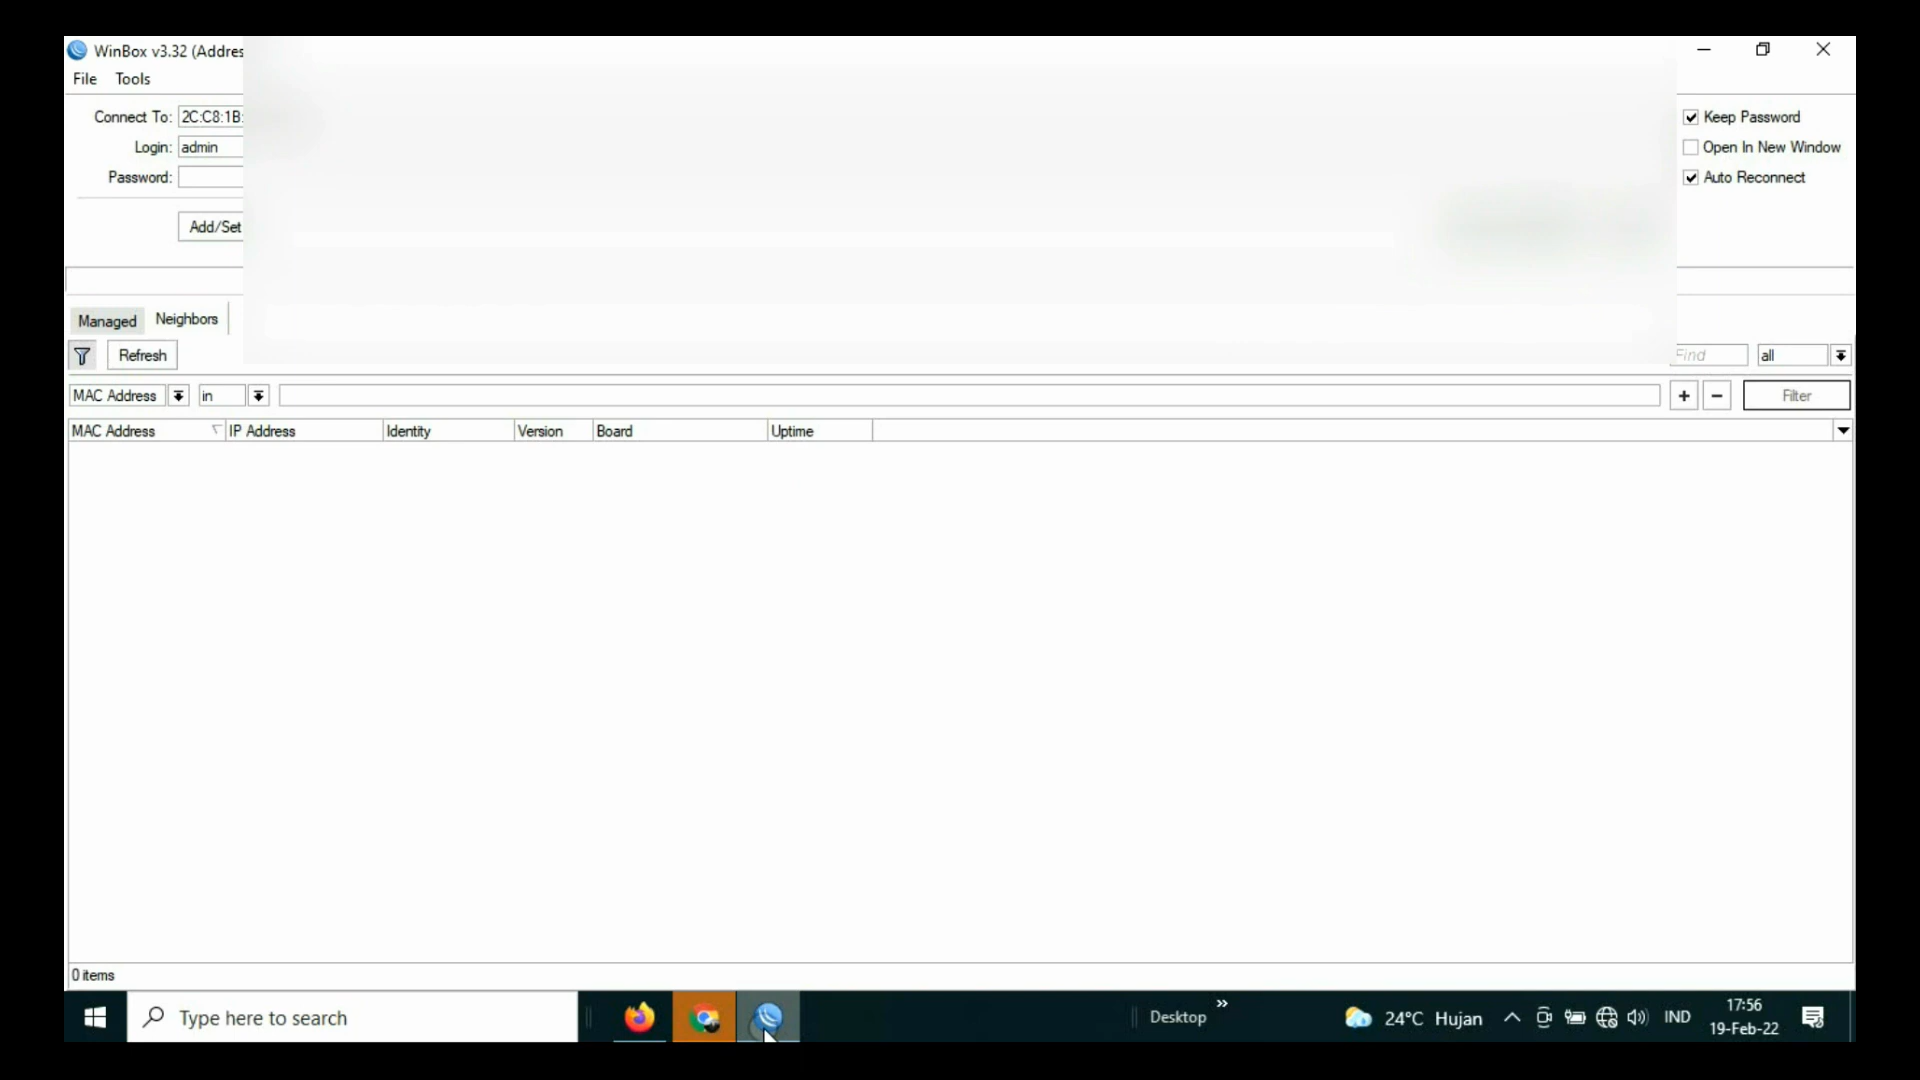 WinBox v3.32 (Addres
File Tools
Connect To: 2C:C8:1B: Keep Password
Login: admin Open In New Window
Password: Auto Reconnect
Add/Set
Managed Neighbors
Refresh Find all
MAC Address in + - Filter
MAC Address IP Address Identity Version Board Uptime
0 items
Type here to search Desktop 24°C Hujan IND 17:56
19-Feb-22